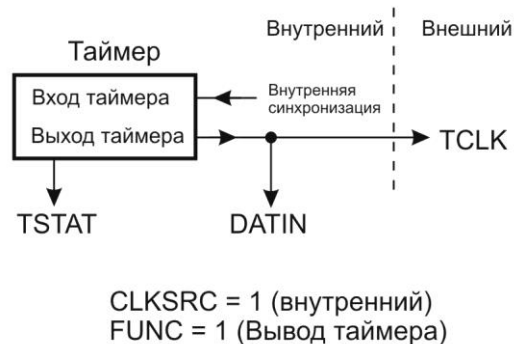 Внутренний
Внешний
Таймер
Вход таймера
Внутренняя
синхронизация
Выход таймера
TCLK
TSTAT
DATIN
CLKSRC = 1 (внутренний)
FUNC = 1 (Вывод таймера)